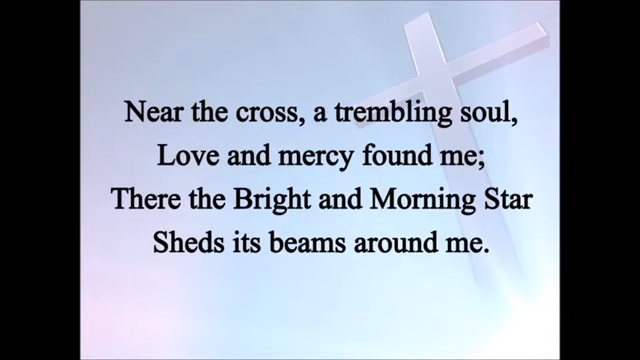 Near the cross, a trembling soul,
Love and mercy found me;
There the Bright and Morning Star
Sheds its beams around me.